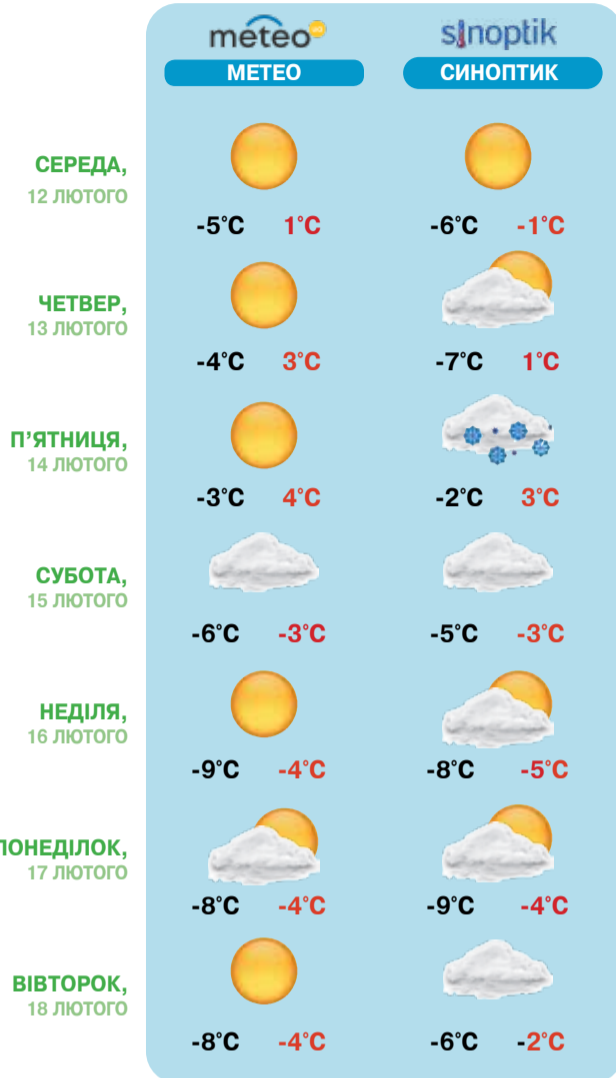 meteo
sinoptik
МЕТЕО
СИНОПТИК
СЕРЕДА,
12 ЛЮТОГО
-5°C 1°C
-6°C -1°C
ЧЕТВЕР,
13 ЛЮТОГО
-4°C 3°C
-7°C 1°C
П’ЯТНИЦЯ,
14 ЛЮТОГО
-3°C 4°C
-2°C 3°C
СУБОТА,
15 ЛЮТОГО
-6°C -3°C
-5°C -3°C
НЕДІЛЯ,
16 ЛЮТОГО
-9°C -4°C
-8°C -5°C
ПОНЕДІЛОК,
17 ЛЮТОГО
-8°C -4°C
-9°C -4°C
ВІВТОРОК,
18 ЛЮТОГО
-8°C -4°C
-6°C -2°C